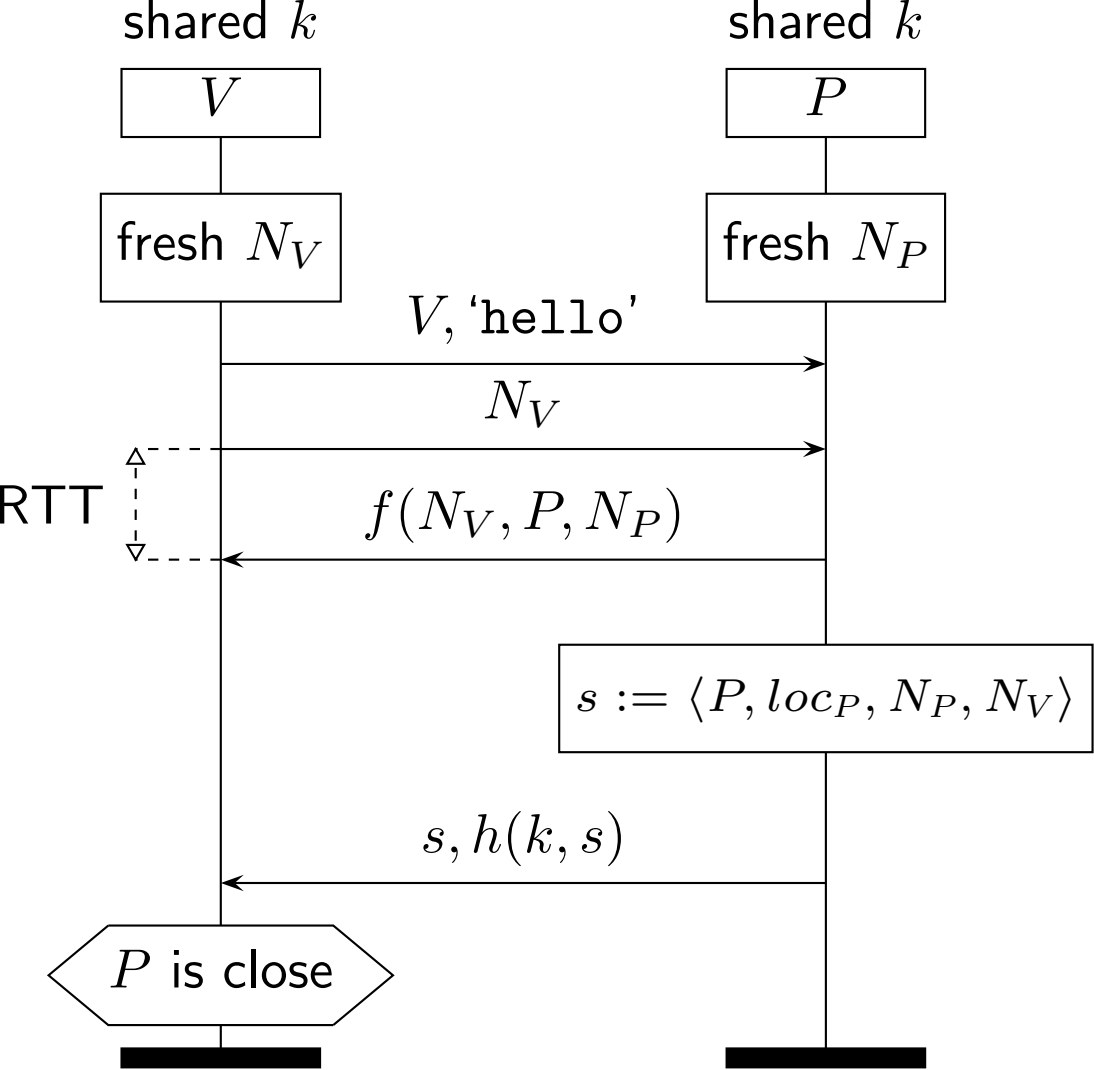 shared k shared k
V P
fresh N_V fresh N_P
V, ‘hello’
N_V
RTT
f(N_V, P, N_P)
s := ⟨P, loc_P, N_P, N_V⟩
s, h(k, s)
P is close